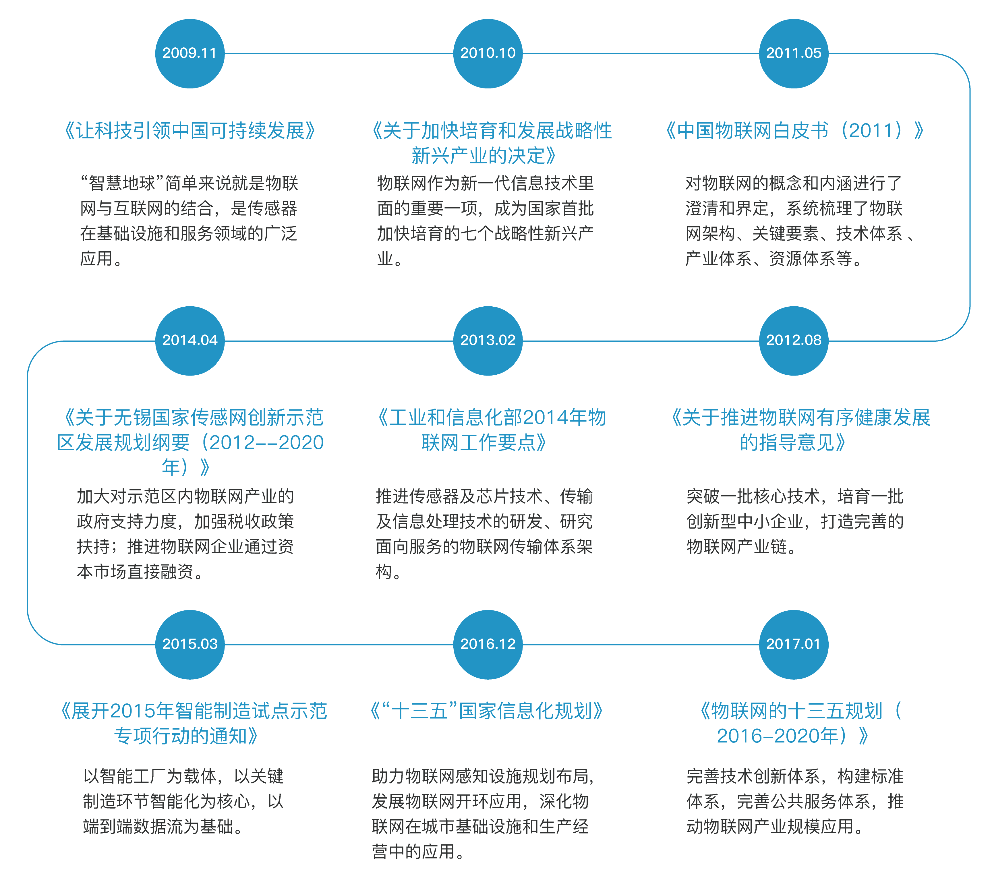 2009.11
《让科技引领中国可持续发展》
“智慧地球”简单来说就是物联
网与互联网的结合，是传感器
在基础设施和服务领域的广泛
应用。
2010.10
《关于加快培育和发展战略性
新兴产业的决定》
物联网作为新一代信息技术里
面的重要一项，成为国家首批
加快培育的七个战略性新兴产
业。
2011.05
《中国物联网白皮书（2011）》
对物联网的概念和内涵进行了
澄清和界定，系统梳理了物联
网架构、关键要素、技术体系、
产业体系、资源体系等。
2012.08
《关于推进物联网有序健康发展
的指导意见》
突破一批核心技术，培育一批
创新型中小企业，打造完善的
物联网产业链。
2013.02
《工业和信息化部2014年物
联网工作要点》
推进传感器及芯片技术、传输
及信息处理技术的研发、研究
面向服务的物联网传输体系架
构。
2014.04
《关于无锡国家传感网创新示范
区发展规划纲要（2012--2020
年）》
加大对示范区内物联网产业的
政府支持力度，加强税收政策
扶持；推进物联网企业通过资
本市场直接融资。
2015.03
《展开2015年智能制造试点示范
专项行动的通知》
以智能工厂为载体，以关键
制造环节智能化为核心，以
端到端数据流为基础。
2016.12
《“十三五”国家信息化规划》
助力物联网感知设施规划布局，
发展物联网开环应用，深化物
联网在城市基础设施和生产经
营中的应用。
2017.01
《物联网的十三五规划（
2016-2020年）》
完善技术创新体系，构建标准
体系，完善公共服务体系，推
动物联网产业规模应用。